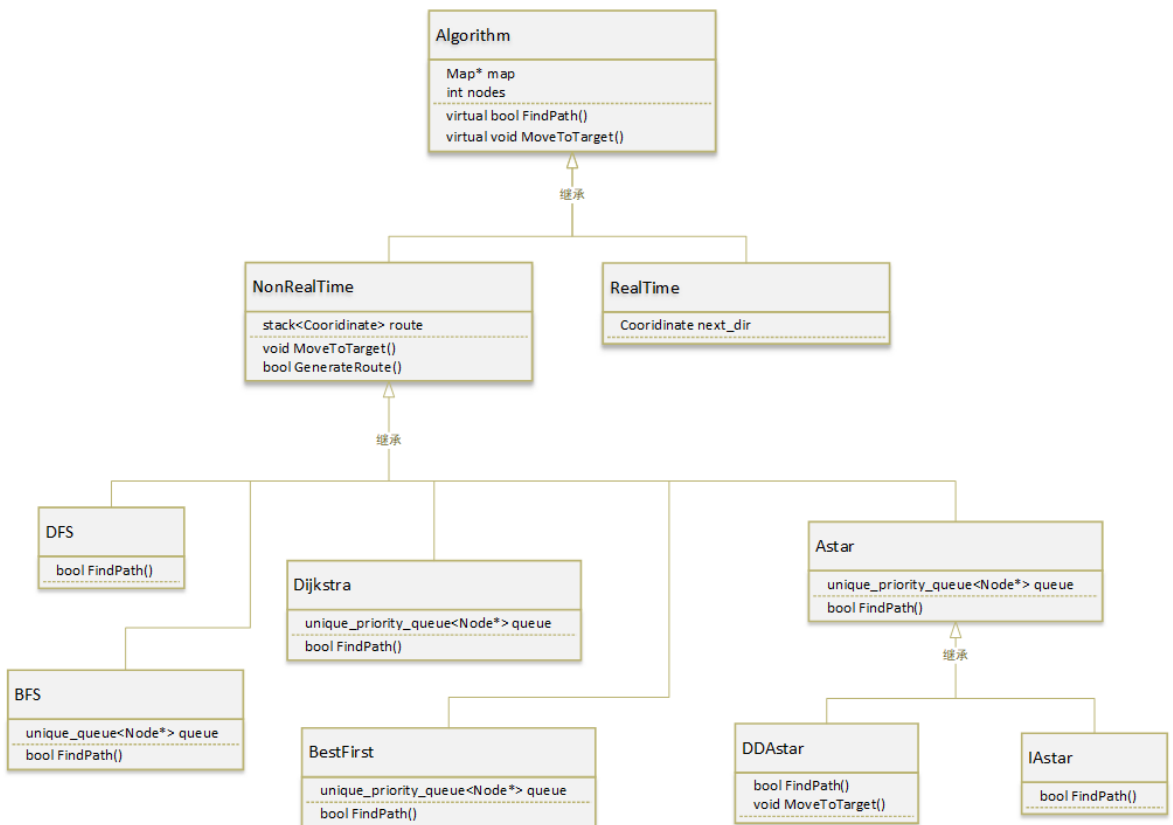 Algorithm
Map* map
int nodes
virtual bool FindPath()
virtual void MoveToTarget()
继承
NonRealTime
stack<Cooridinate> route
void MoveToTarget()
bool GenerateRoute()
RealTime
Cooridinate next_dir
继承
DFS
bool FindPath()
Dijkstra
unique_priority_queue<Node*> queue
bool FindPath()
Astar
unique_priority_queue<Node*> queue
bool FindPath()
继承
BFS
unique_queue<Node*> queue
bool FindPath()
BestFirst
unique_priority_queue<Node*> queue
bool FindPath()
DDAstar
bool FindPath()
void MoveToTarget()
IAstar
bool FindPath()